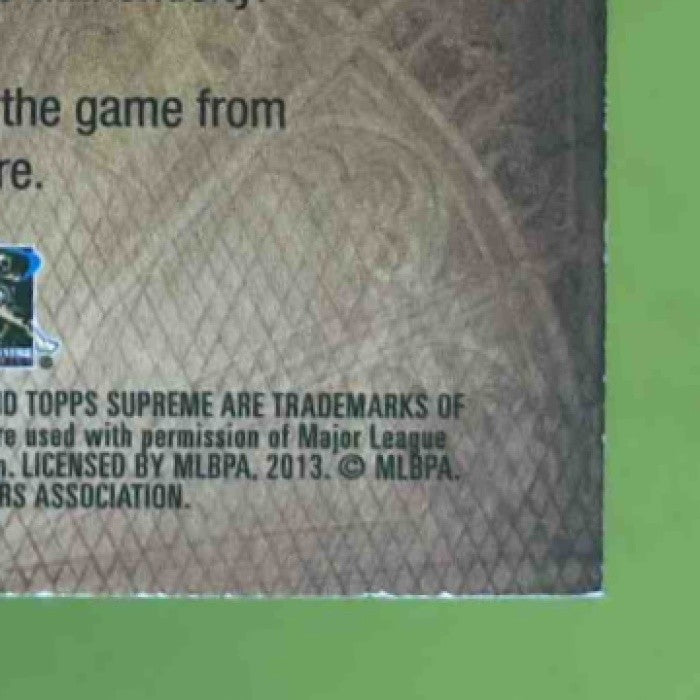 the game from
re.
D TOPPS SUPREME ARE TRADEMARKS OF
re used with permission of Major League
n. LICENSED BY MLBPA. 2013. © MLBPA.
RS ASSOCIATION.